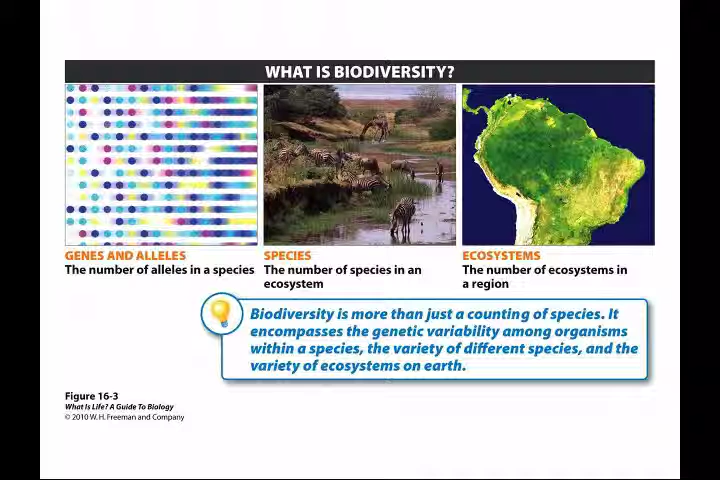 WHAT IS BIODIVERSITY?
GENES AND ALLELES
The number of alleles in a species
SPECIES
The number of species in an
ecosystem
ECOSYSTEMS
The number of ecosystems in
a region
Biodiversity is more than just a counting of species. It
encompasses the genetic variability among organisms
within a species, the variety of different species, and the
variety of ecosystems on earth.
Figure 16-3
What Is Life? A Guide To Biology
© 2010 W. H. Freeman and Company